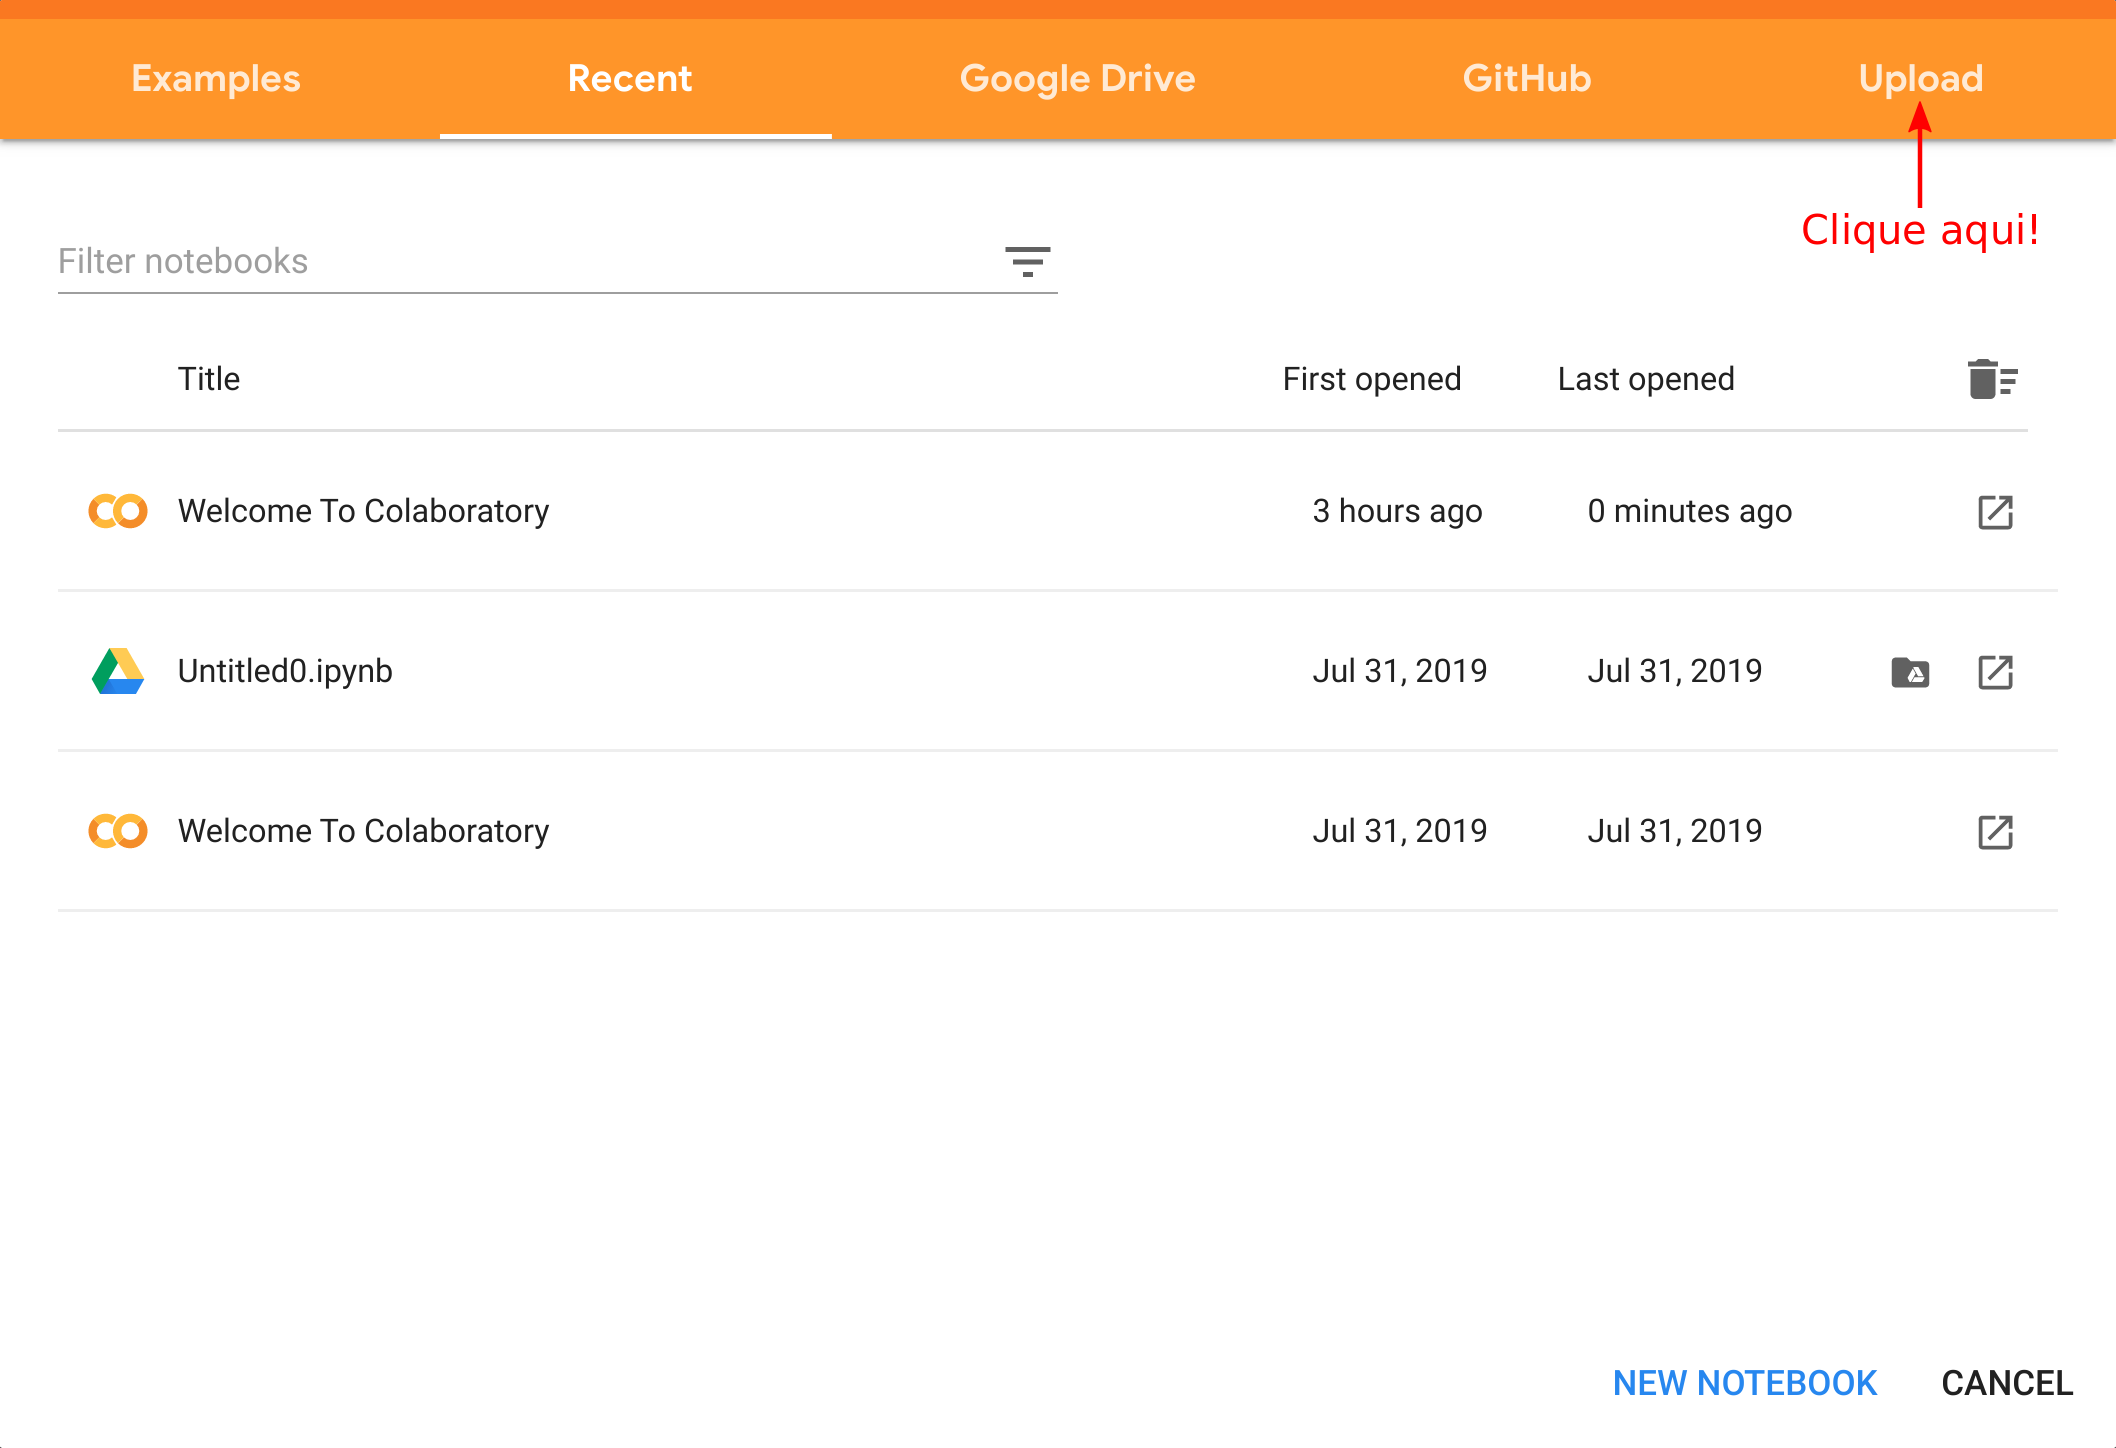 Examples Recent Google Drive GitHub Upload
Clique aqui!
Filter notebooks
Title First opened Last opened
Welcome To Colaboratory 3 hours ago 0 minutes ago
Untitled0.ipynb Jul 31, 2019 Jul 31, 2019
Welcome To Colaboratory Jul 31, 2019 Jul 31, 2019
NEW NOTEBOOK CANCEL